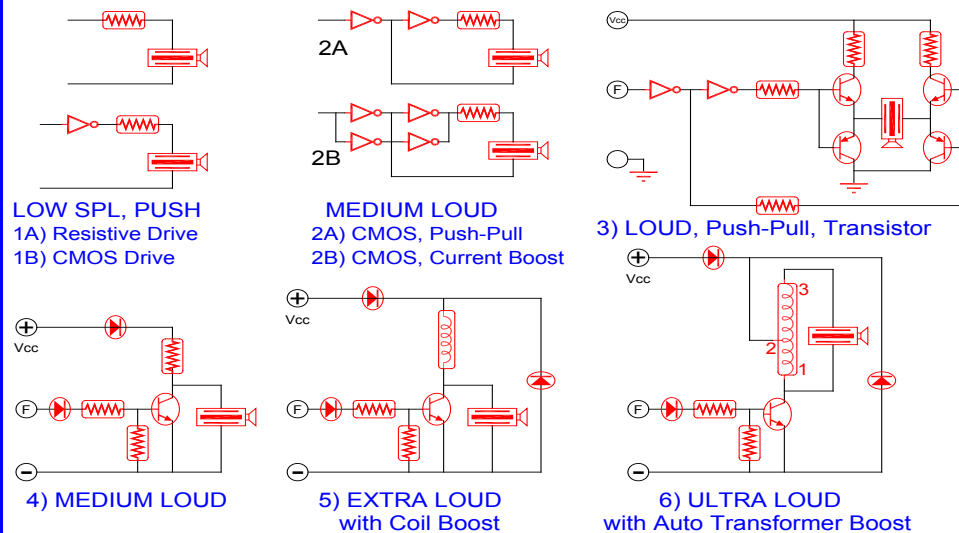 2A
2B
LOW SPL, PUSH
1A) Resistive Drive
1B) CMOS Drive
MEDIUM LOUD
2A) CMOS, Push-Pull
2B) CMOS, Current Boost
Vcc
F
3) LOUD, Push-Pull, Transistor
+
Vcc
F
−
4) MEDIUM LOUD
+
Vcc
F
−
5) EXTRA LOUD
with Coil Boost
+
Vcc
3
2
1
F
−
6) ULTRA LOUD
with Auto Transformer Boost